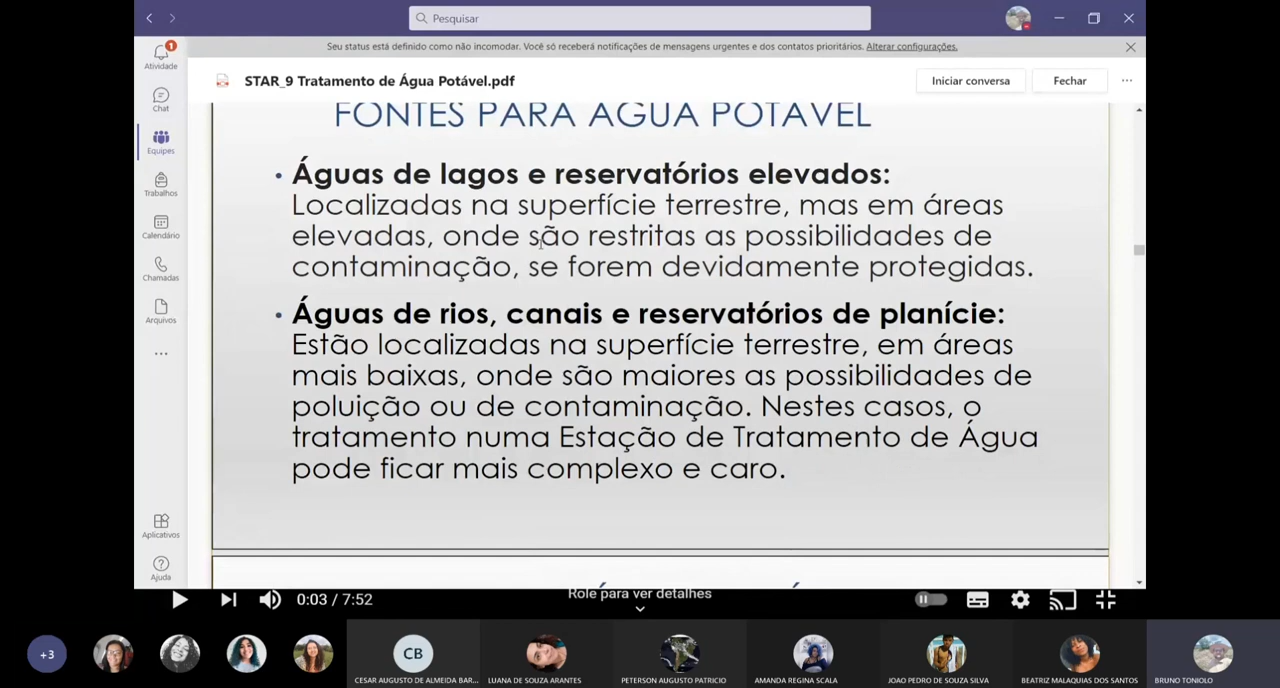 Pesquisar
Seu status está definido como não incomodar. Você só receberá notificações de mensagens urgentes e dos contatos prioritários. Alterar configurações.
1
Atividade
Chat
Equipes
Trabalhos
Calendário
Chamadas
Arquivos
Aplicativos
Ajuda
STAR_9 Tratamento de Água Potável.pdf
Iniciar conversa
Fechar
FONTES PARA ÁGUA POTÁVEL
• Águas de lagos e reservatórios elevados:
Localizadas na superfície terrestre, mas em áreas
elevadas, onde são restritas as possibilidades de
contaminação, se forem devidamente protegidas.
• Águas de rios, canais e reservatórios de planície:
Estão localizadas na superfície terrestre, em áreas
mais baixas, onde são maiores as possibilidades de
poluição ou de contaminação. Nestes casos, o
tratamento numa Estação de Tratamento de Água
pode ficar mais complexo e caro.
0:03 / 7:52
Role para ver detalhes
+3
CB
CESAR AUGUSTO DE ALMEIDA BAR...
LUANA DE SOUZA ARANTES
PETERSON AUGUSTO PATRICIO
AMANDA REGINA SCALA
JOAO PEDRO DE SOUZA SILVA
BEATRIZ MALAQUIAS DOS SANTOS
BRUNO TONIOLO